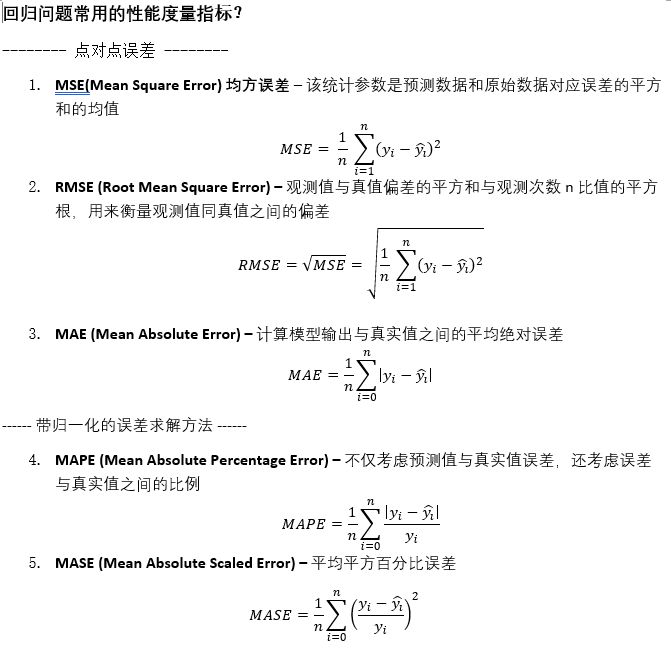 回归问题常用的性能度量指标？
-------- 点对点误差 --------
1. MSE(Mean Square Error) 均方误差 – 该统计参数是预测数据和原始数据对应误差的平方
和的均值
MSE = \frac{1}{n} \sum_{i=1}^{n} (y_i - \hat{y_i})^2
2. RMSE (Root Mean Square Error) – 观测值与真值偏差的平方和与观测次数 n 比值的平方
根，用来衡量观测值同真值之间的偏差
RMSE = \sqrt{MSE} = \sqrt{\frac{1}{n} \sum_{i=1}^{n} (y_i - \hat{y_i})^2}
3. MAE (Mean Absolute Error) – 计算模型输出与真实值之间的平均绝对误差
MAE = \frac{1}{n} \sum_{i=0}^{n} |y_i - \hat{y_i}|
------ 带归一化的误差求解方法 ------
4. MAPE (Mean Absolute Percentage Error) – 不仅考虑预测值与真实值误差，还考虑误差
与真实值之间的比例
MAPE = \frac{1}{n} \sum_{i=0}^{n} \frac{|y_i - \hat{y_i}|}{y_i}
5. MASE (Mean Absolute Scaled Error) – 平均平方百分比误差
MASE = \frac{1}{n} \sum_{i=0}^{n} \left( \frac{y_i - \hat{y_i}}{y_i} \right)^2